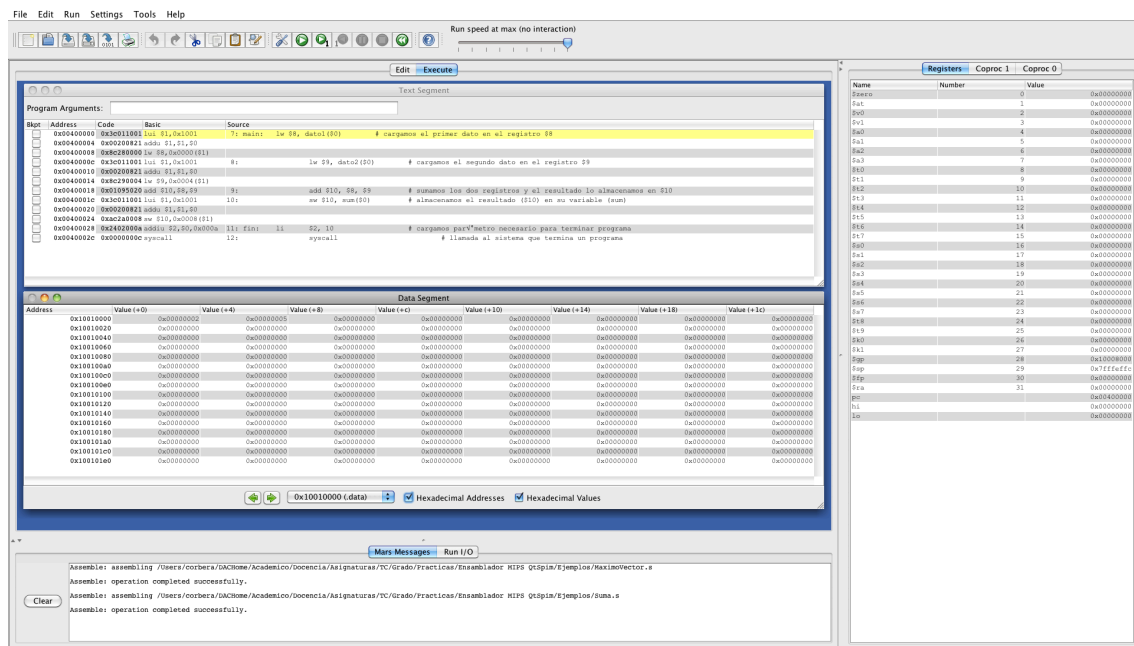 File Edit Run Settings Tools Help
Run speed at max (no interaction)
Edit Execute
Text Segment
Program Arguments:
Bkpt Address Code Basic Source
0x00400000 0x3c011001 lui $1,0x1001 7: main: lw $8, dato1($0) # cargamos el primer dato en el registro $8
0x00400004 0x00200821 addu $1,$1,$0
0x00400008 0x8c280000 lw $8,0x0000($1)
0x0040000c 0x3c011001 lui $1,0x1001 8: lw $9, dato2($0) # cargamos el segundo dato en el registro $9
0x00400010 0x00200821 addu $1,$1,$0
0x00400014 0x8c290004 lw $9,0x0004($1)
0x00400018 0x01095020 add $10,$8,$9 9: add $10, $8, $9 # sumamos los dos registros y el resultado lo almacenamos en $10
0x0040001c 0x3c011001 lui $1,0x1001 10: sw $10, sum($0) # almacenamos el resultado ($10) en su variable (sum)
0x00400020 0x00200821 addu $1,$1,$0
0x00400024 0xac2a0008 sw $10,0x0008($1)
0x00400028 0x2402000a addiu $2,$0,0x000a 11: fin: li $2, 10 # cargamos par√°metro necesario para terminar programa
0x0040002c 0x0000000c syscall 12: syscall # llamada al sistema que termina un programa
Data Segment
Address Value (+0) Value (+4) Value (+8) Value (+c) Value (+10) Value (+14) Value (+18) Value (+1c)
0x10010000 0x00000002 0x00000005 0x00000000 0x00000000 0x00000000 0x00000000 0x00000000 0x00000000
0x10010020 0x00000000 0x00000000 0x00000000 0x00000000 0x00000000 0x00000000 0x00000000 0x00000000
0x10010040 0x00000000 0x00000000 0x00000000 0x00000000 0x00000000 0x00000000 0x00000000 0x00000000
0x10010060 0x00000000 0x00000000 0x00000000 0x00000000 0x00000000 0x00000000 0x00000000 0x00000000
0x10010080 0x00000000 0x00000000 0x00000000 0x00000000 0x00000000 0x00000000 0x00000000 0x00000000
0x100100a0 0x00000000 0x00000000 0x00000000 0x00000000 0x00000000 0x00000000 0x00000000 0x00000000
0x100100c0 0x00000000 0x00000000 0x00000000 0x00000000 0x00000000 0x00000000 0x00000000 0x00000000
0x100100e0 0x00000000 0x00000000 0x00000000 0x00000000 0x00000000 0x00000000 0x00000000 0x00000000
0x10010100 0x00000000 0x00000000 0x00000000 0x00000000 0x00000000 0x00000000 0x00000000 0x00000000
0x10010120 0x00000000 0x00000000 0x00000000 0x00000000 0x00000000 0x00000000 0x00000000 0x00000000
0x10010140 0x00000000 0x00000000 0x00000000 0x00000000 0x00000000 0x00000000 0x00000000 0x00000000
0x10010160 0x00000000 0x00000000 0x00000000 0x00000000 0x00000000 0x00000000 0x00000000 0x00000000
0x10010180 0x00000000 0x00000000 0x00000000 0x00000000 0x00000000 0x00000000 0x00000000 0x00000000
0x100101a0 0x00000000 0x00000000 0x00000000 0x00000000 0x00000000 0x00000000 0x00000000 0x00000000
0x100101c0 0x00000000 0x00000000 0x00000000 0x00000000 0x00000000 0x00000000 0x00000000 0x00000000
0x100101e0 0x00000000 0x00000000 0x00000000 0x00000000 0x00000000 0x00000000 0x00000000 0x00000000
0x10010000 (.data) Hexadecimal Addresses Hexadecimal Values
Mars Messages Run I/O
Assemble: assembling /Users/corbera/DACHome/Academico/Docencia/Asignaturas/TC/Grado/Practicas/Ensamblador MIPS QtSpim/Ejemplos/MaximoVector.s
Assemble: operation completed successfully.
Assemble: assembling /Users/corbera/DACHome/Academico/Docencia/Asignaturas/TC/Grado/Practicas/Ensamblador MIPS QtSpim/Ejemplos/Suma.s
Clear
Assemble: operation completed successfully.
Registers Coproc 1 Coproc 0
Name Number Value
$zero 0 0x00000000
$at 1 0x00000000
$v0 2 0x00000000
$v1 3 0x00000000
$a0 4 0x00000000
$a1 5 0x00000000
$a2 6 0x00000000
$a3 7 0x00000000
$t0 8 0x00000000
$t1 9 0x00000000
$t2 10 0x00000000
$t3 11 0x00000000
$t4 12 0x00000000
$t5 13 0x00000000
$t6 14 0x00000000
$t7 15 0x00000000
$s0 16 0x00000000
$s1 17 0x00000000
$s2 18 0x00000000
$s3 19 0x00000000
$s4 20 0x00000000
$s5 21 0x00000000
$s6 22 0x00000000
$s7 23 0x00000000
$t8 24 0x00000000
$t9 25 0x00000000
$k0 26 0x00000000
$k1 27 0x00000000
$gp 28 0x10008000
$sp 29 0x7fffeffc
$fp 30 0x00000000
$ra 31 0x00000000
pc 0x00400000
hi 0x00000000
lo 0x00000000